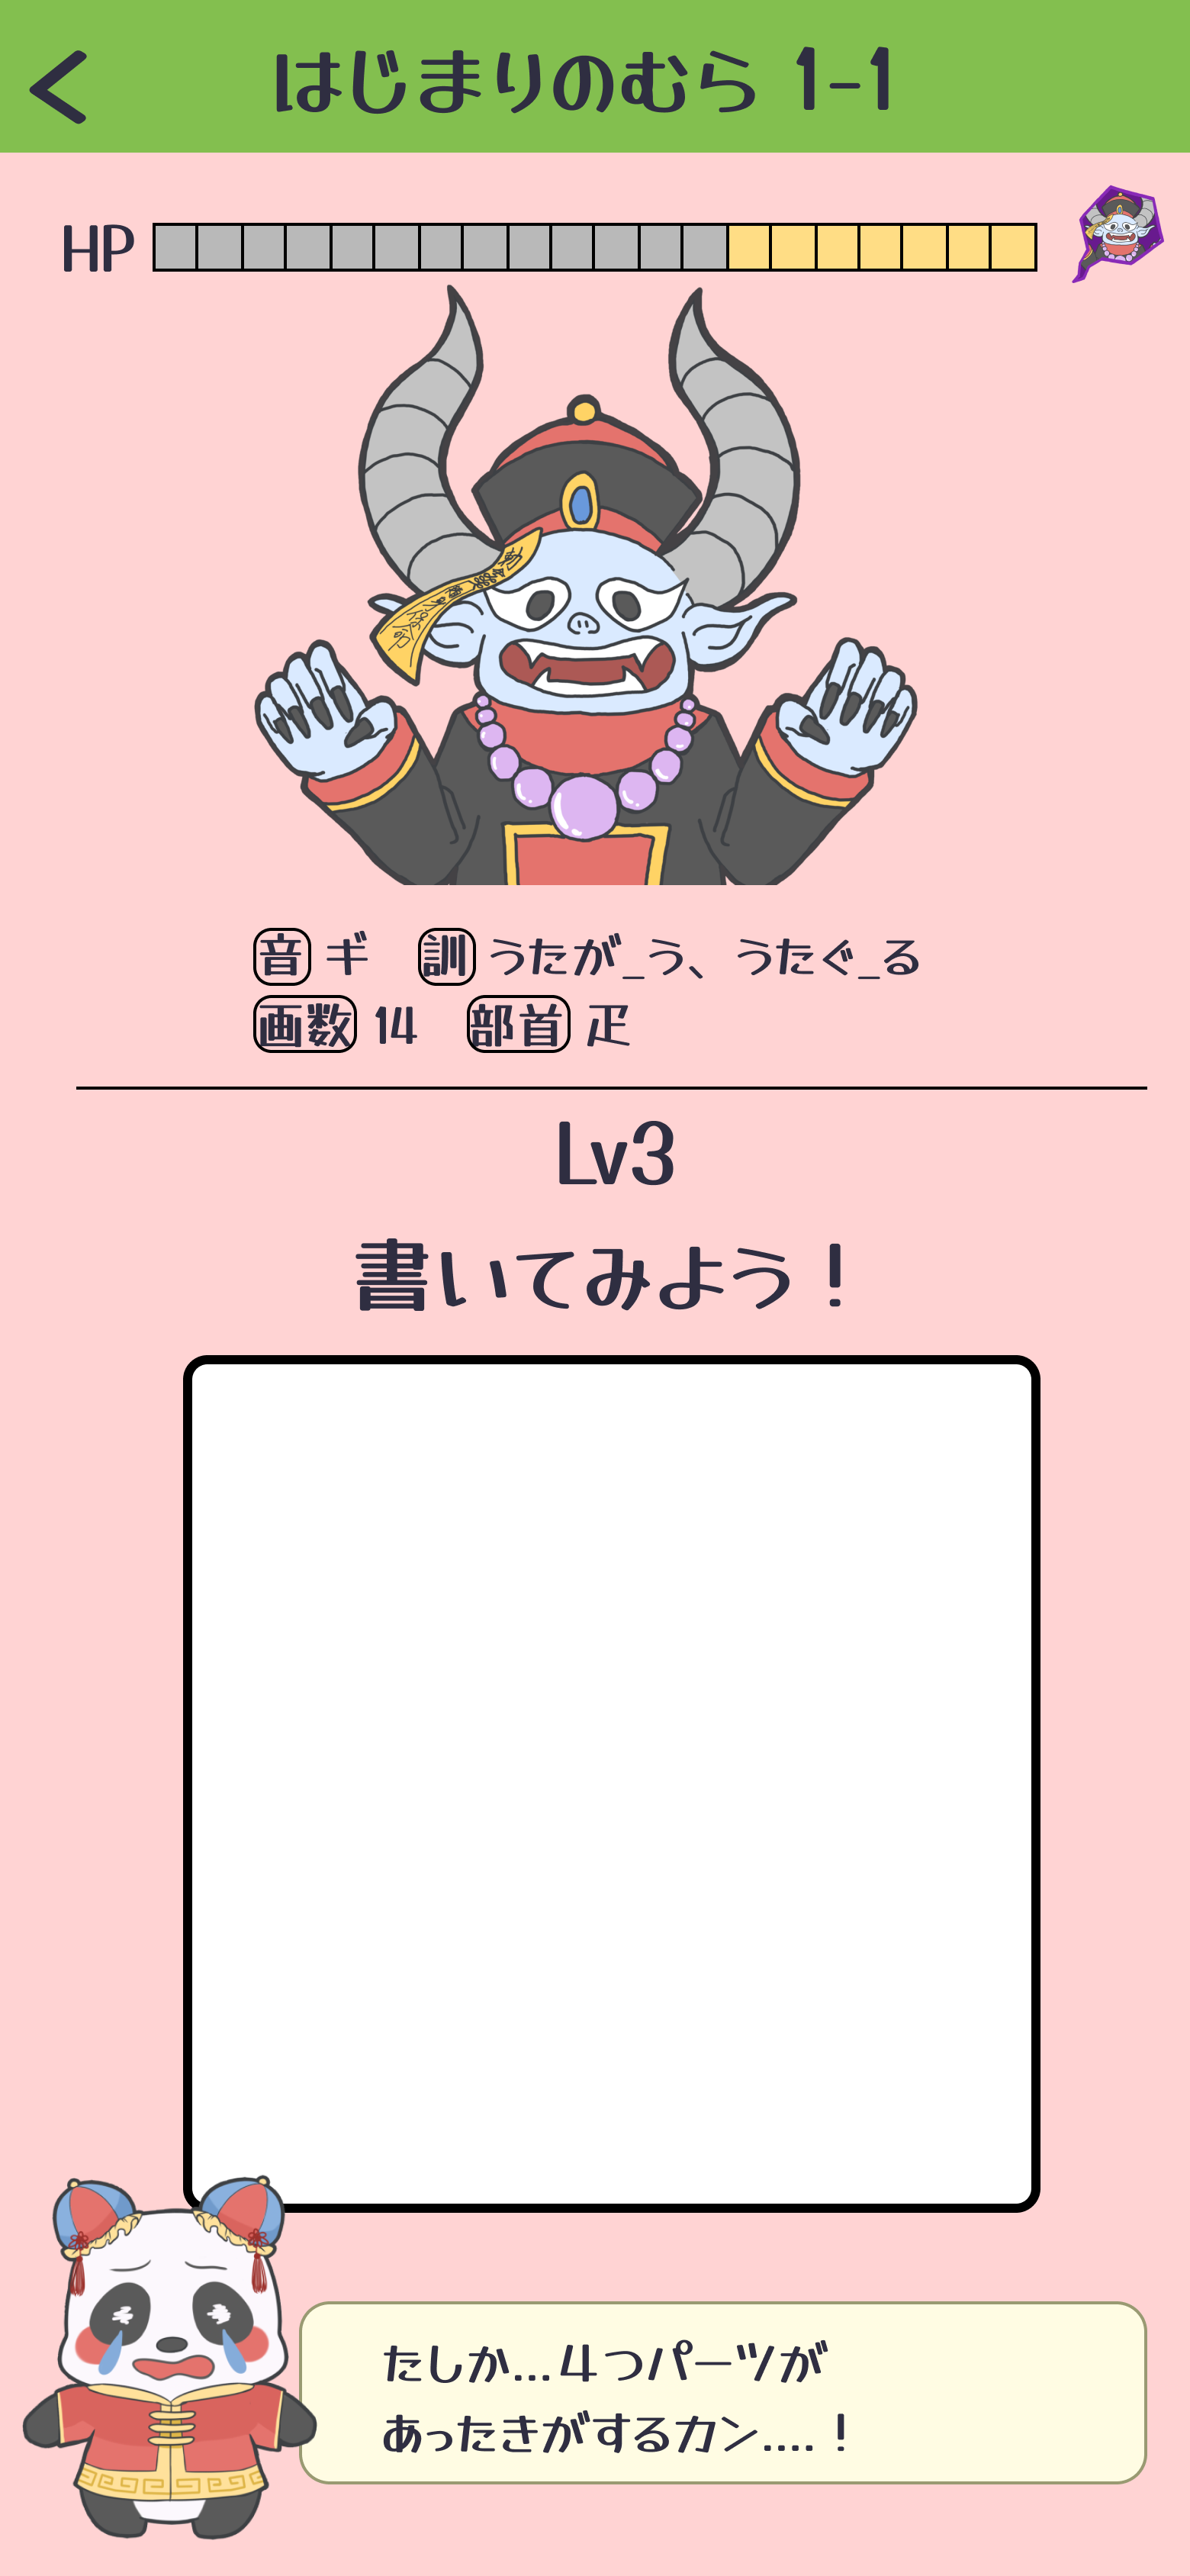 はじまりのむら 1-1
HP
音 ギ 訓 うたが_う、うたぐ_る
画数 14 部首 疋
Lv3
書いてみよう！
たしか...４つパーツが
あったきがするカン....！